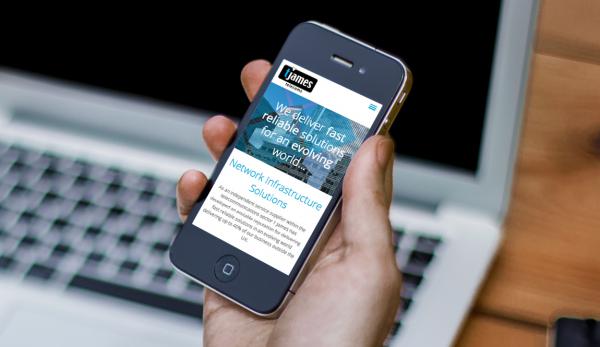 tjames
telecoms
We deliver fast
reliable solutions
for an evolving
world...
Network Infrastructure
Solutions
As an independent service supplier within the
telecommunications sector T James has
developed an enviable reputation for delivering
fast reliable solutions in an evolving world
delivering up to 40% of our business outside the
UK.